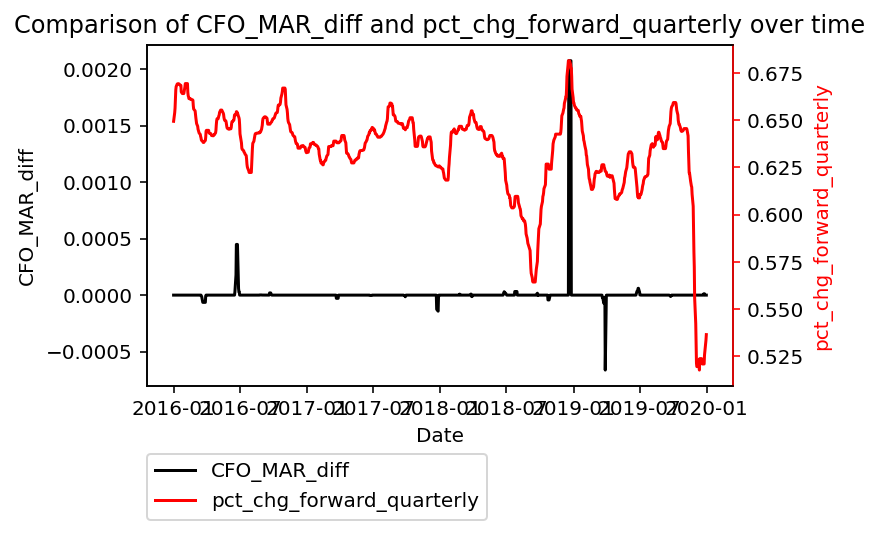 Comparison of CFO_MAR_diff and pct_chg_forward_quarterly over time
0.0020
0.0015
0.0010
0.0005
0.0000
−0.0005
CFO_MAR_diff
0.675
0.650
0.625
0.600
0.575
0.550
0.525
pct_chg_forward_quarterly
2016-01 2016-07 2017-01 2017-07 2018-01 2018-07 2019-01 2019-07 2020-01
Date
CFO_MAR_diff
pct_chg_forward_quarterly